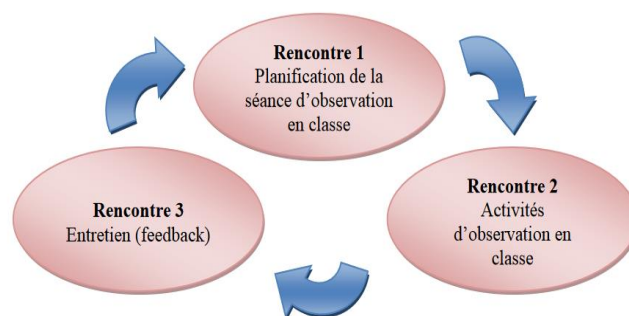 Rencontre 1
Planification de la
séance d’observation
en classe
Rencontre 2
Activités
d’observation en
classe
Rencontre 3
Entretien (feedback)